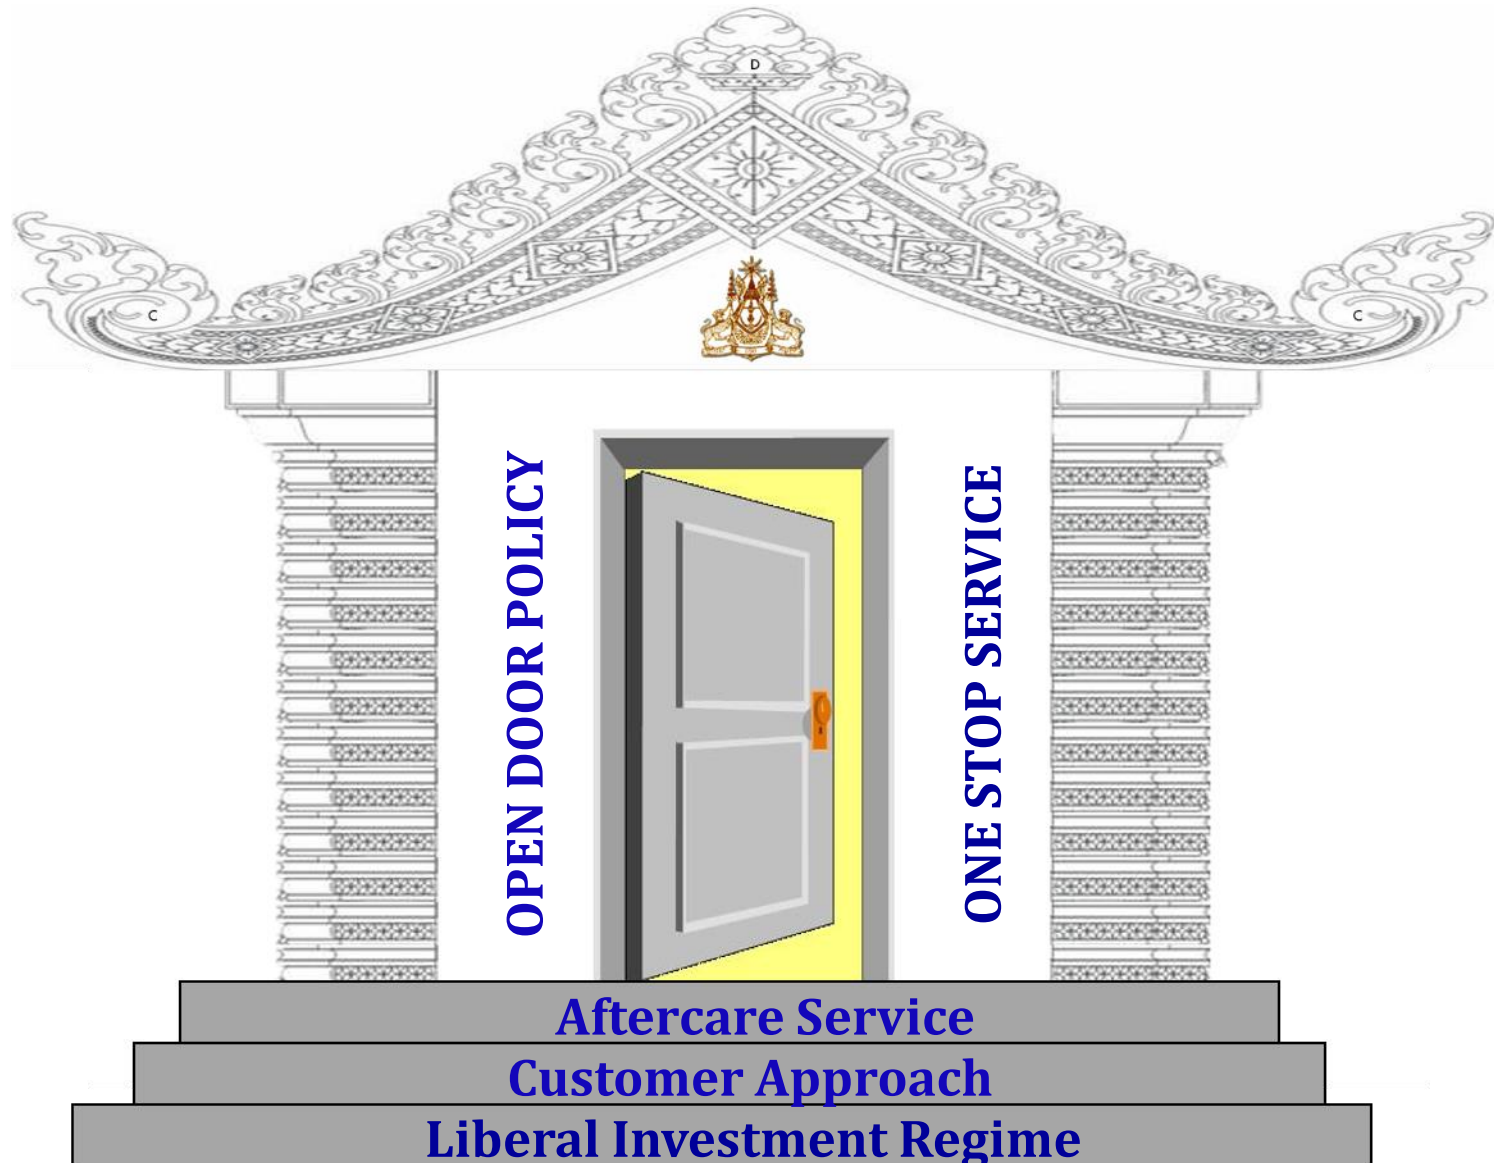 D
C
C
OPEN DOOR POLICY
ONE STOP SERVICE
Aftercare Service
Customer Approach
Liberal Investment Regime